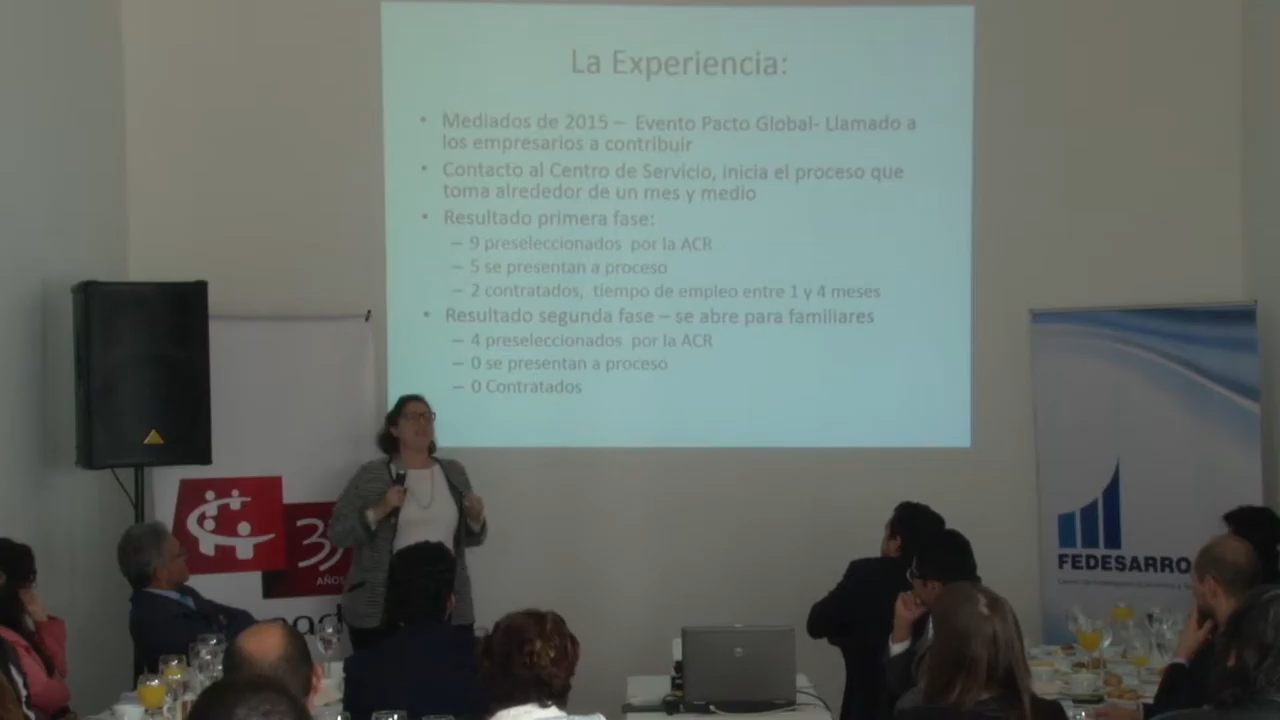 La Experiencia:
• Mediados de 2015 – Evento Pacto Global- Llamado a
los empresarios a contribuir
• Contacto al Centro de Servicio, inicia el proceso que
toma alrededor de un mes y medio
• Resultado primera fase:
– 9 preseleccionados por la ACR
– 5 se presentan a proceso
– 2 contratados, tiempo de empleo entre 1 y 4 meses
• Resultado segunda fase – se abre para familiares
– 4 preseleccionados por la ACR
– 0 se presentan a proceso
– 0 Contratados
AÑOS
FEDESARRO